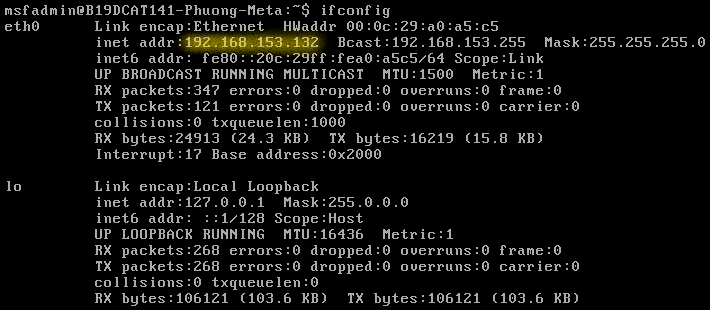 msfadmin@B19DCAT141-Phuong-Meta:~$ ifconfig
eth0      Link encap:Ethernet  HWaddr 00:0c:29:a0:a5:c5
          inet addr:192.168.153.132  Bcast:192.168.153.255  Mask:255.255.255.0
          inet6 addr: fe80::20c:29ff:fea0:a5c5/64 Scope:Link
          UP BROADCAST RUNNING MULTICAST  MTU:1500  Metric:1
          RX packets:347 errors:0 dropped:0 overruns:0 frame:0
          TX packets:121 errors:0 dropped:0 overruns:0 carrier:0
          collisions:0 txqueuelen:1000
          RX bytes:24913 (24.3 KB)  TX bytes:16219 (15.8 KB)
          Interrupt:17 Base address:0x2000
lo        Link encap:Local Loopback
          inet addr:127.0.0.1  Mask:255.0.0.0
          inet6 addr: ::1/128 Scope:Host
          UP LOOPBACK RUNNING  MTU:16436  Metric:1
          RX packets:268 errors:0 dropped:0 overruns:0 frame:0
          TX packets:268 errors:0 dropped:0 overruns:0 carrier:0
          collisions:0 txqueuelen:0
          RX bytes:106121 (103.6 KB)  TX bytes:106121 (103.6 KB)